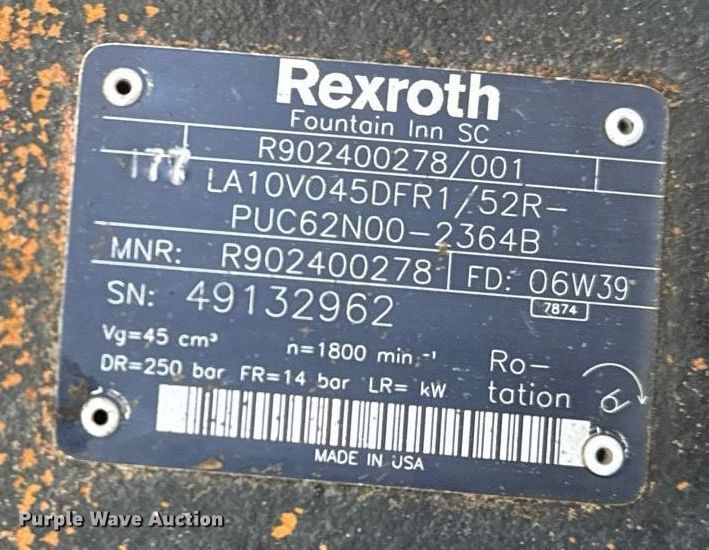 Rexroth
Fountain Inn SC
R902400278/001
177 LA10VO45DFR1/52R-
PUC62N00-2364B
MNR: R902400278 FD: 06W39
SN: 49132962 7874
Vg=45 cm³ n=1800 min⁻¹ Ro-
DR=250 bar FR=14 bar LR= kW tation
MADE IN USA
Purple Wave Auction